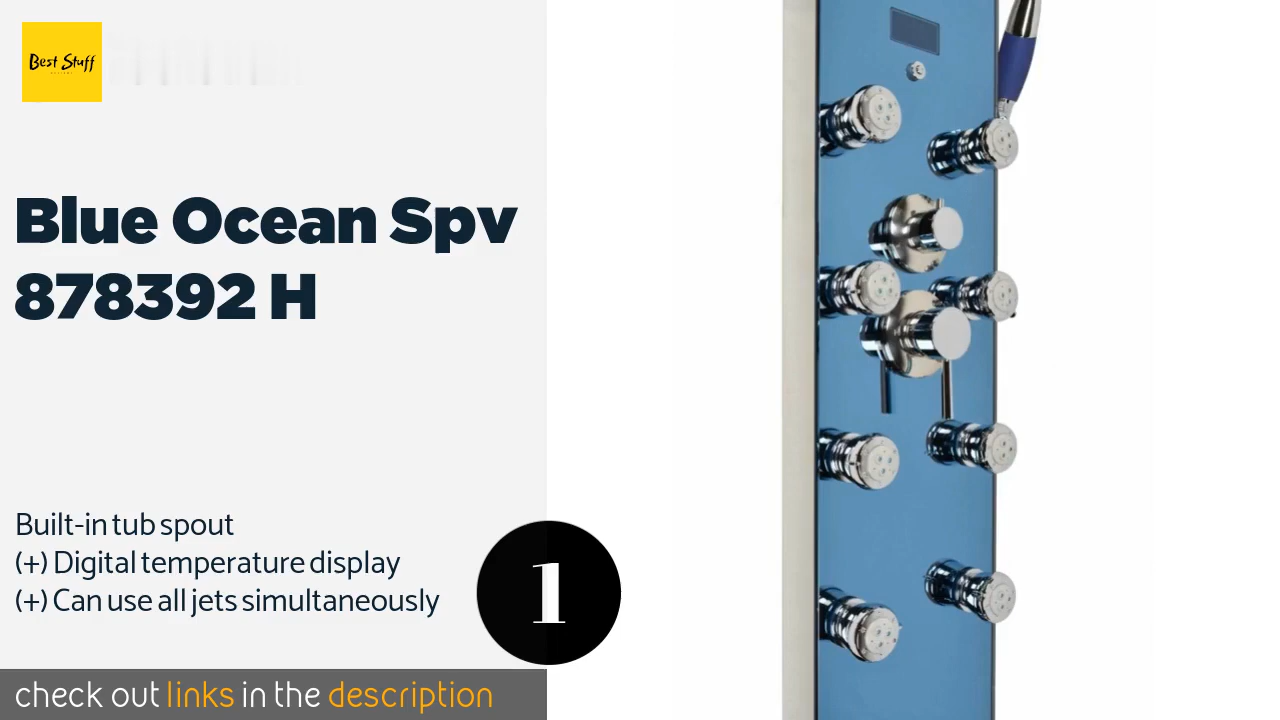 Best Stuff
Blue Ocean Spv
878392 H
Built-in tub spout
(+) Digital temperature display
(+) Can use all jets simultaneously
1
check out links in the description